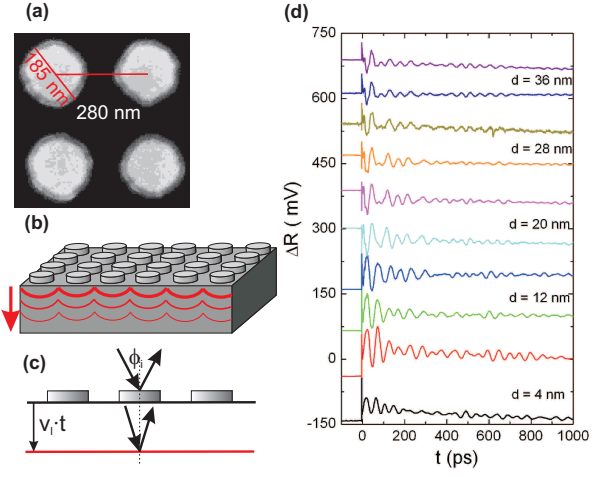 (a)
185 nm
280 nm
(b)
(c)
ϕi
vl·t
(d)
ΔR ( mV)
750
600
450
300
150
0
-150
d = 36 nm
d = 28 nm
d = 20 nm
d = 12 nm
d = 4 nm
0 200 400 600 800 1000
t (ps)